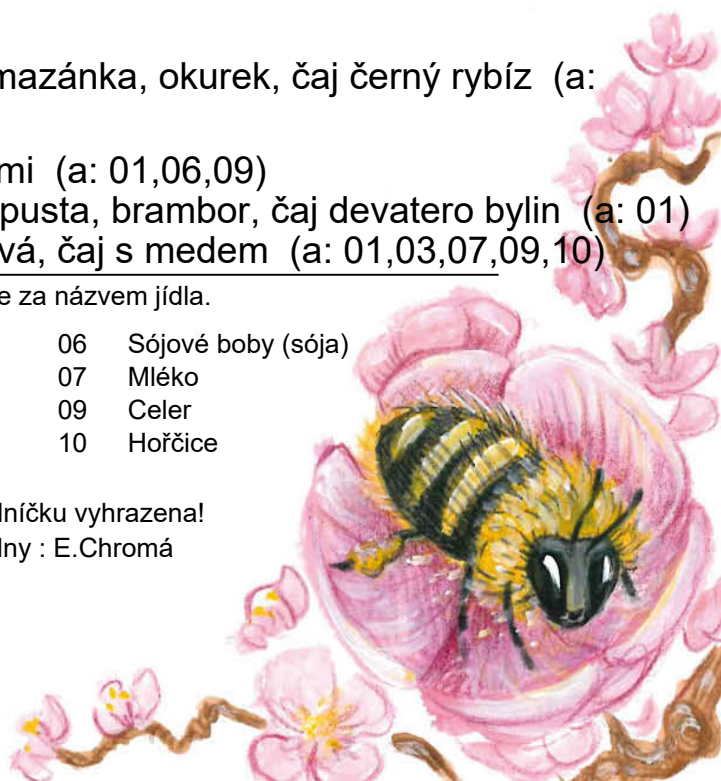 mazánka, okurek, čaj černý rybíz (a:
mi (a: 01,06,09)
pusta, brambor, čaj devatero bylin (a: 01)
vá, čaj s medem (a: 01,03,07,09,10)
e za názvem jídla.
06 Sójové boby (sója)
07 Mléko
09 Celer
10 Hořčice
lníčku vyhrazena!
lny : E.Chromá